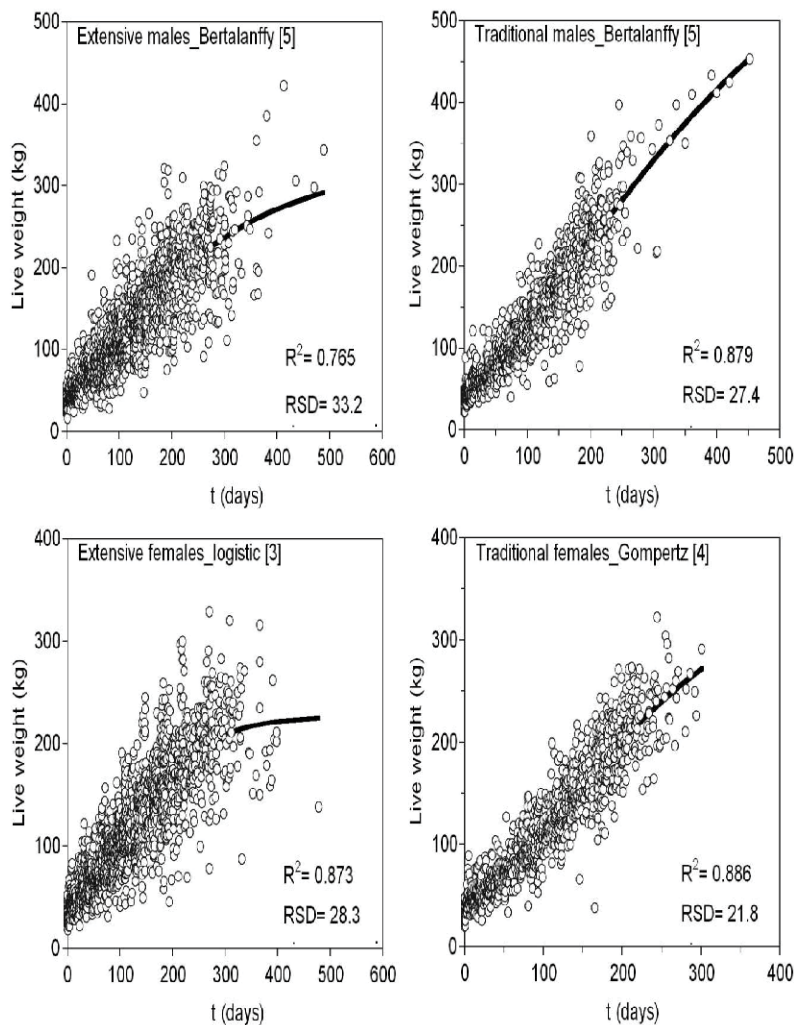 Extensive males_Bertalanffy [5]
500
400
300
200
100
0
Live weight (kg)
R²= 0.765
RSD= 33.2
0 100 200 300 400 500 600
t (days)
Traditional males_Bertalanffy [5]
500
400
300
200
100
0
Live weight (kg)
R²= 0.879
RSD= 27.4
0 100 200 300 400 500
t (days)
Extensive females_logistic [3]
400
300
200
100
0
Live weight (kg)
R²= 0.873
RSD= 28.3
0 100 200 300 400 500 600
t (days)
Traditional females_Gompertz [4]
400
300
200
100
0
Live weight (kg)
R²= 0.886
RSD= 21.8
0 100 200 300 400
t (days)